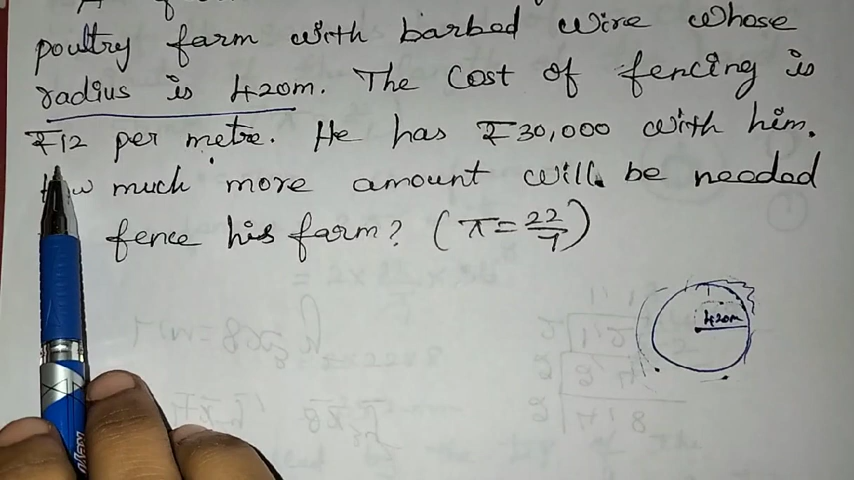 poultry farm with barbed wire whose
radius is 420m. The cost of fencing is
₹12 per metre. He has ₹30,000 with him.
much more amount will be needed
fence his farm? (π = 22/7)
420m